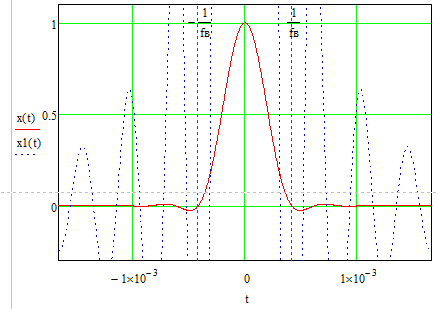 1
− 1/fв
1/fв
x(t)
0.5
x1(t)
0
− 1×10⁻³
0
1×10⁻³
t